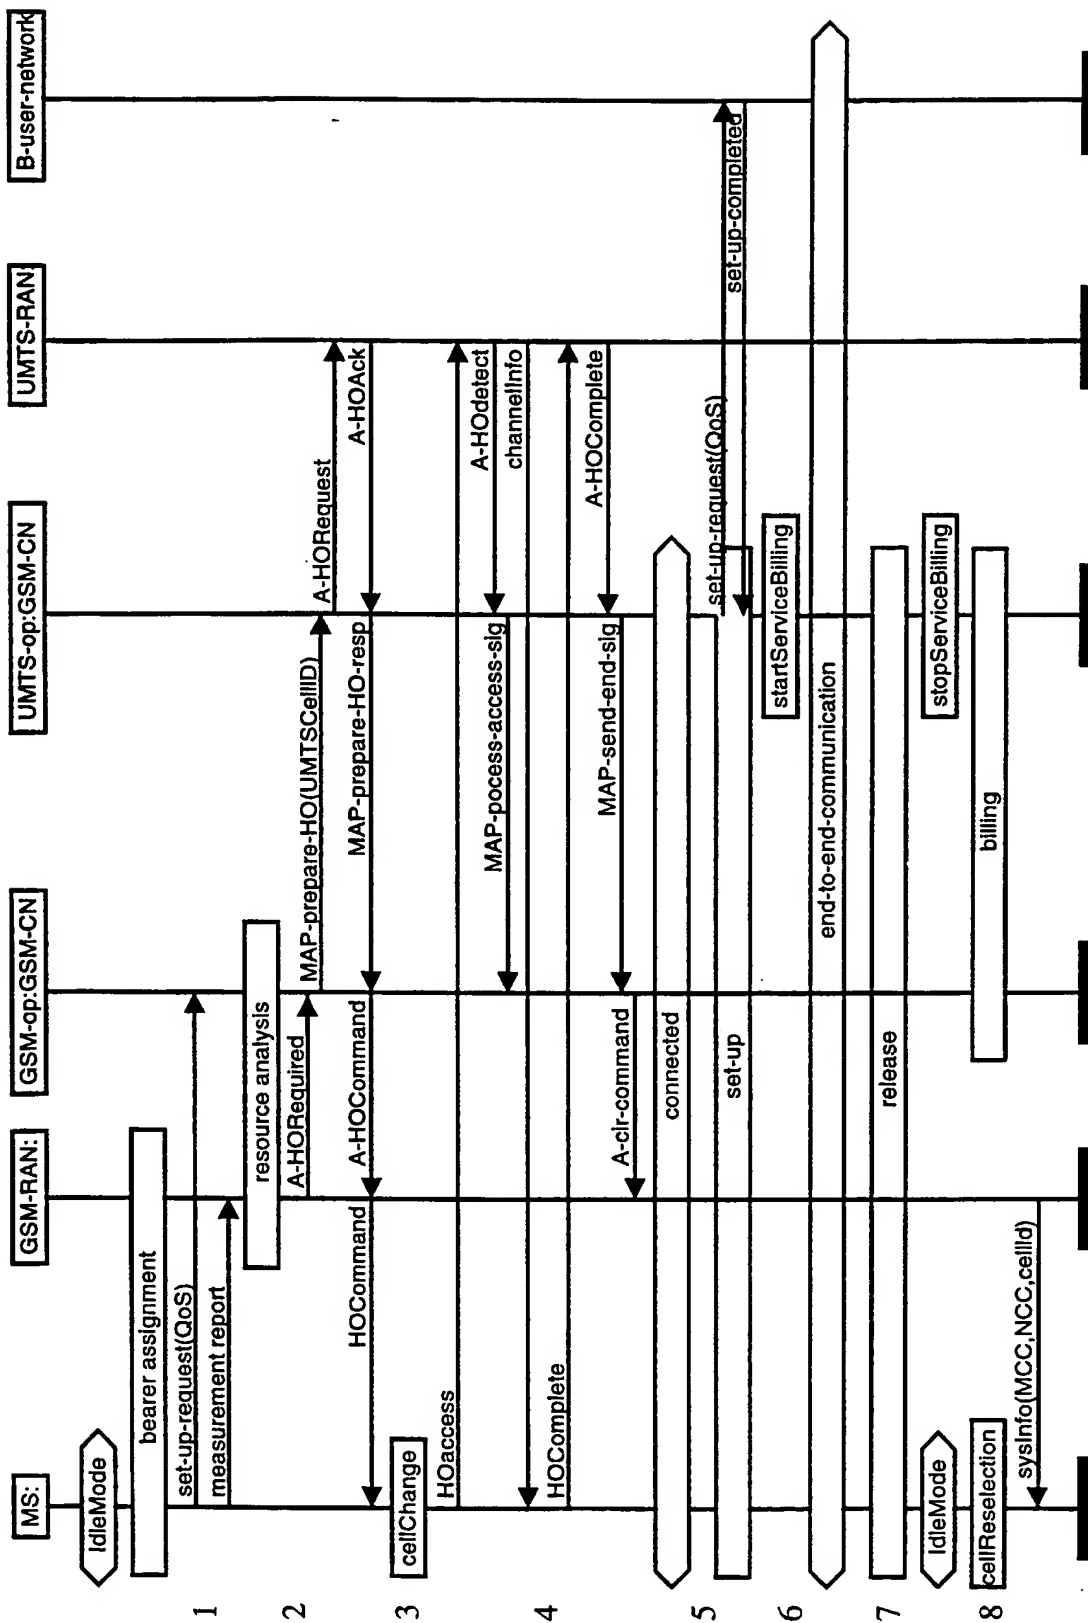 MS:
GSM-RAN:
GSM-op:GSM-CN
UMTS-op:GSM-CN
UMTS-RAN
B-user-network
IdleMode
bearer assignment
1
set-up-request(QoS)
measurement report
resource analysis
2
A-HORequired
MAP-prepare-HO(UMTSCellID)
A-HORequest
HOCommand
A-HOCommand
MAP-prepare-HO-resp
A-HOAck
3
cellChange
HOaccess
A-HOdetect
MAP-pocess-access-sig
channelInfo
4
HOComplete
A-HOComplete
MAP-send-end-sig
A-clr-command
connected
5
set-up
set-up-request(QoS)
set-up-completed
6
startServiceBilling
end-to-end-communication
7
release
IdleMode
stopServiceBilling
8
cellReselection
billing
sysInfo(MCC,NCC,cellId)